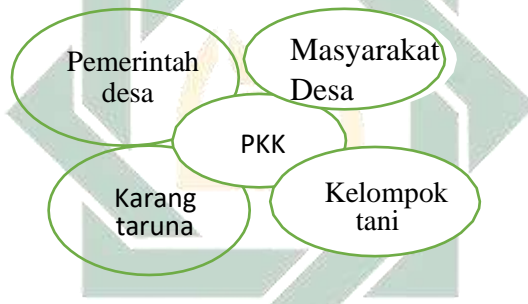 Pemerintah
desa
Masyarakat
Desa
PKK
Karang
taruna
Kelompok
tani